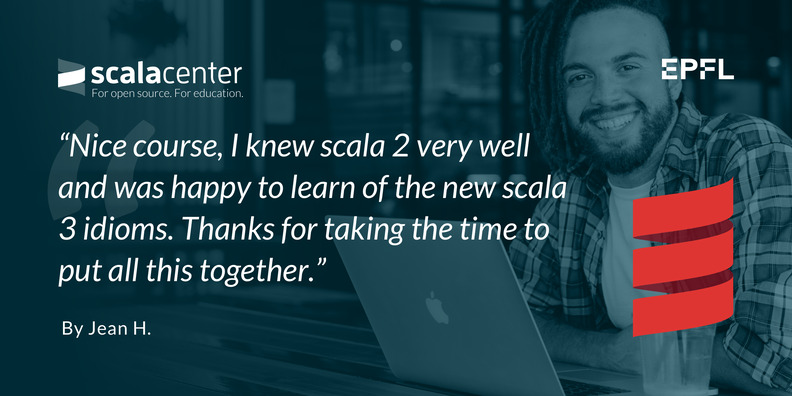 scalacenter
For open source. For education.
EPFL
“Nice course, I knew scala 2 very well
and was happy to learn of the new scala
3 idioms. Thanks for taking the time to
put all this together.”
By Jean H.